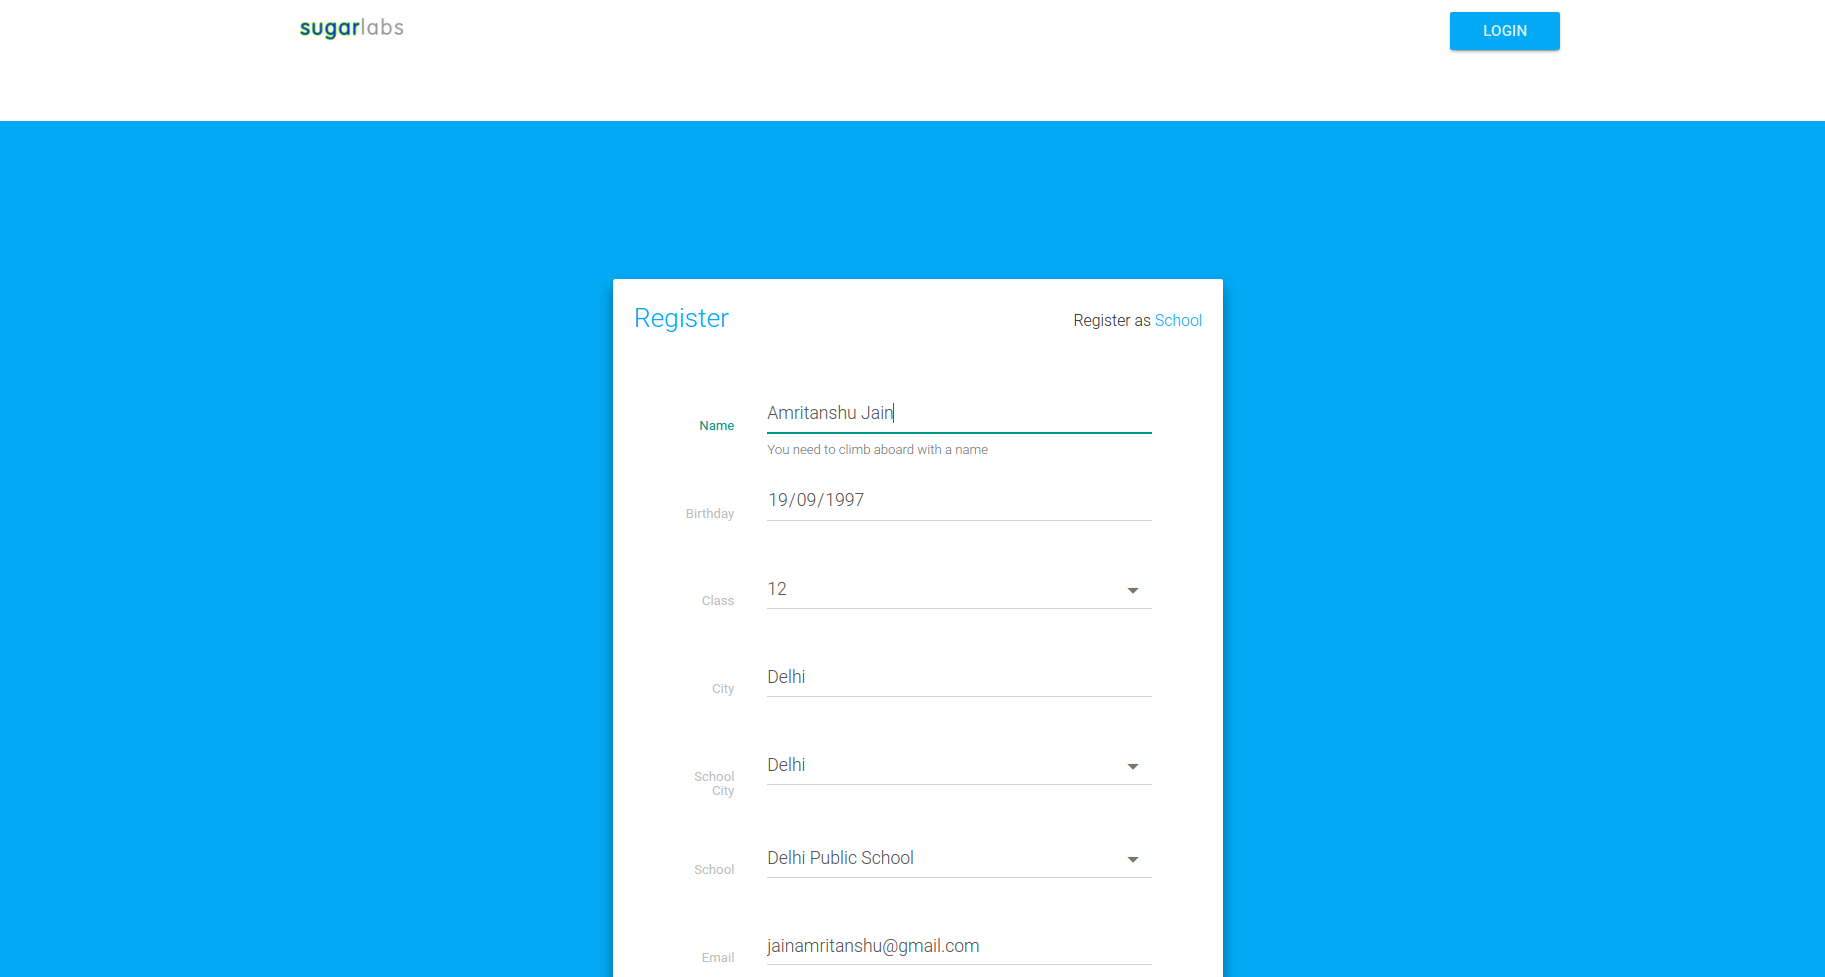 sugarlabs
LOGIN
Register
Register as School
Name
Amritanshu Jain
You need to climb aboard with a name
Birthday
19/09/1997
Class
12
City
Delhi
School
City
Delhi
School
Delhi Public School
Email
jainamritanshu@gmail.com